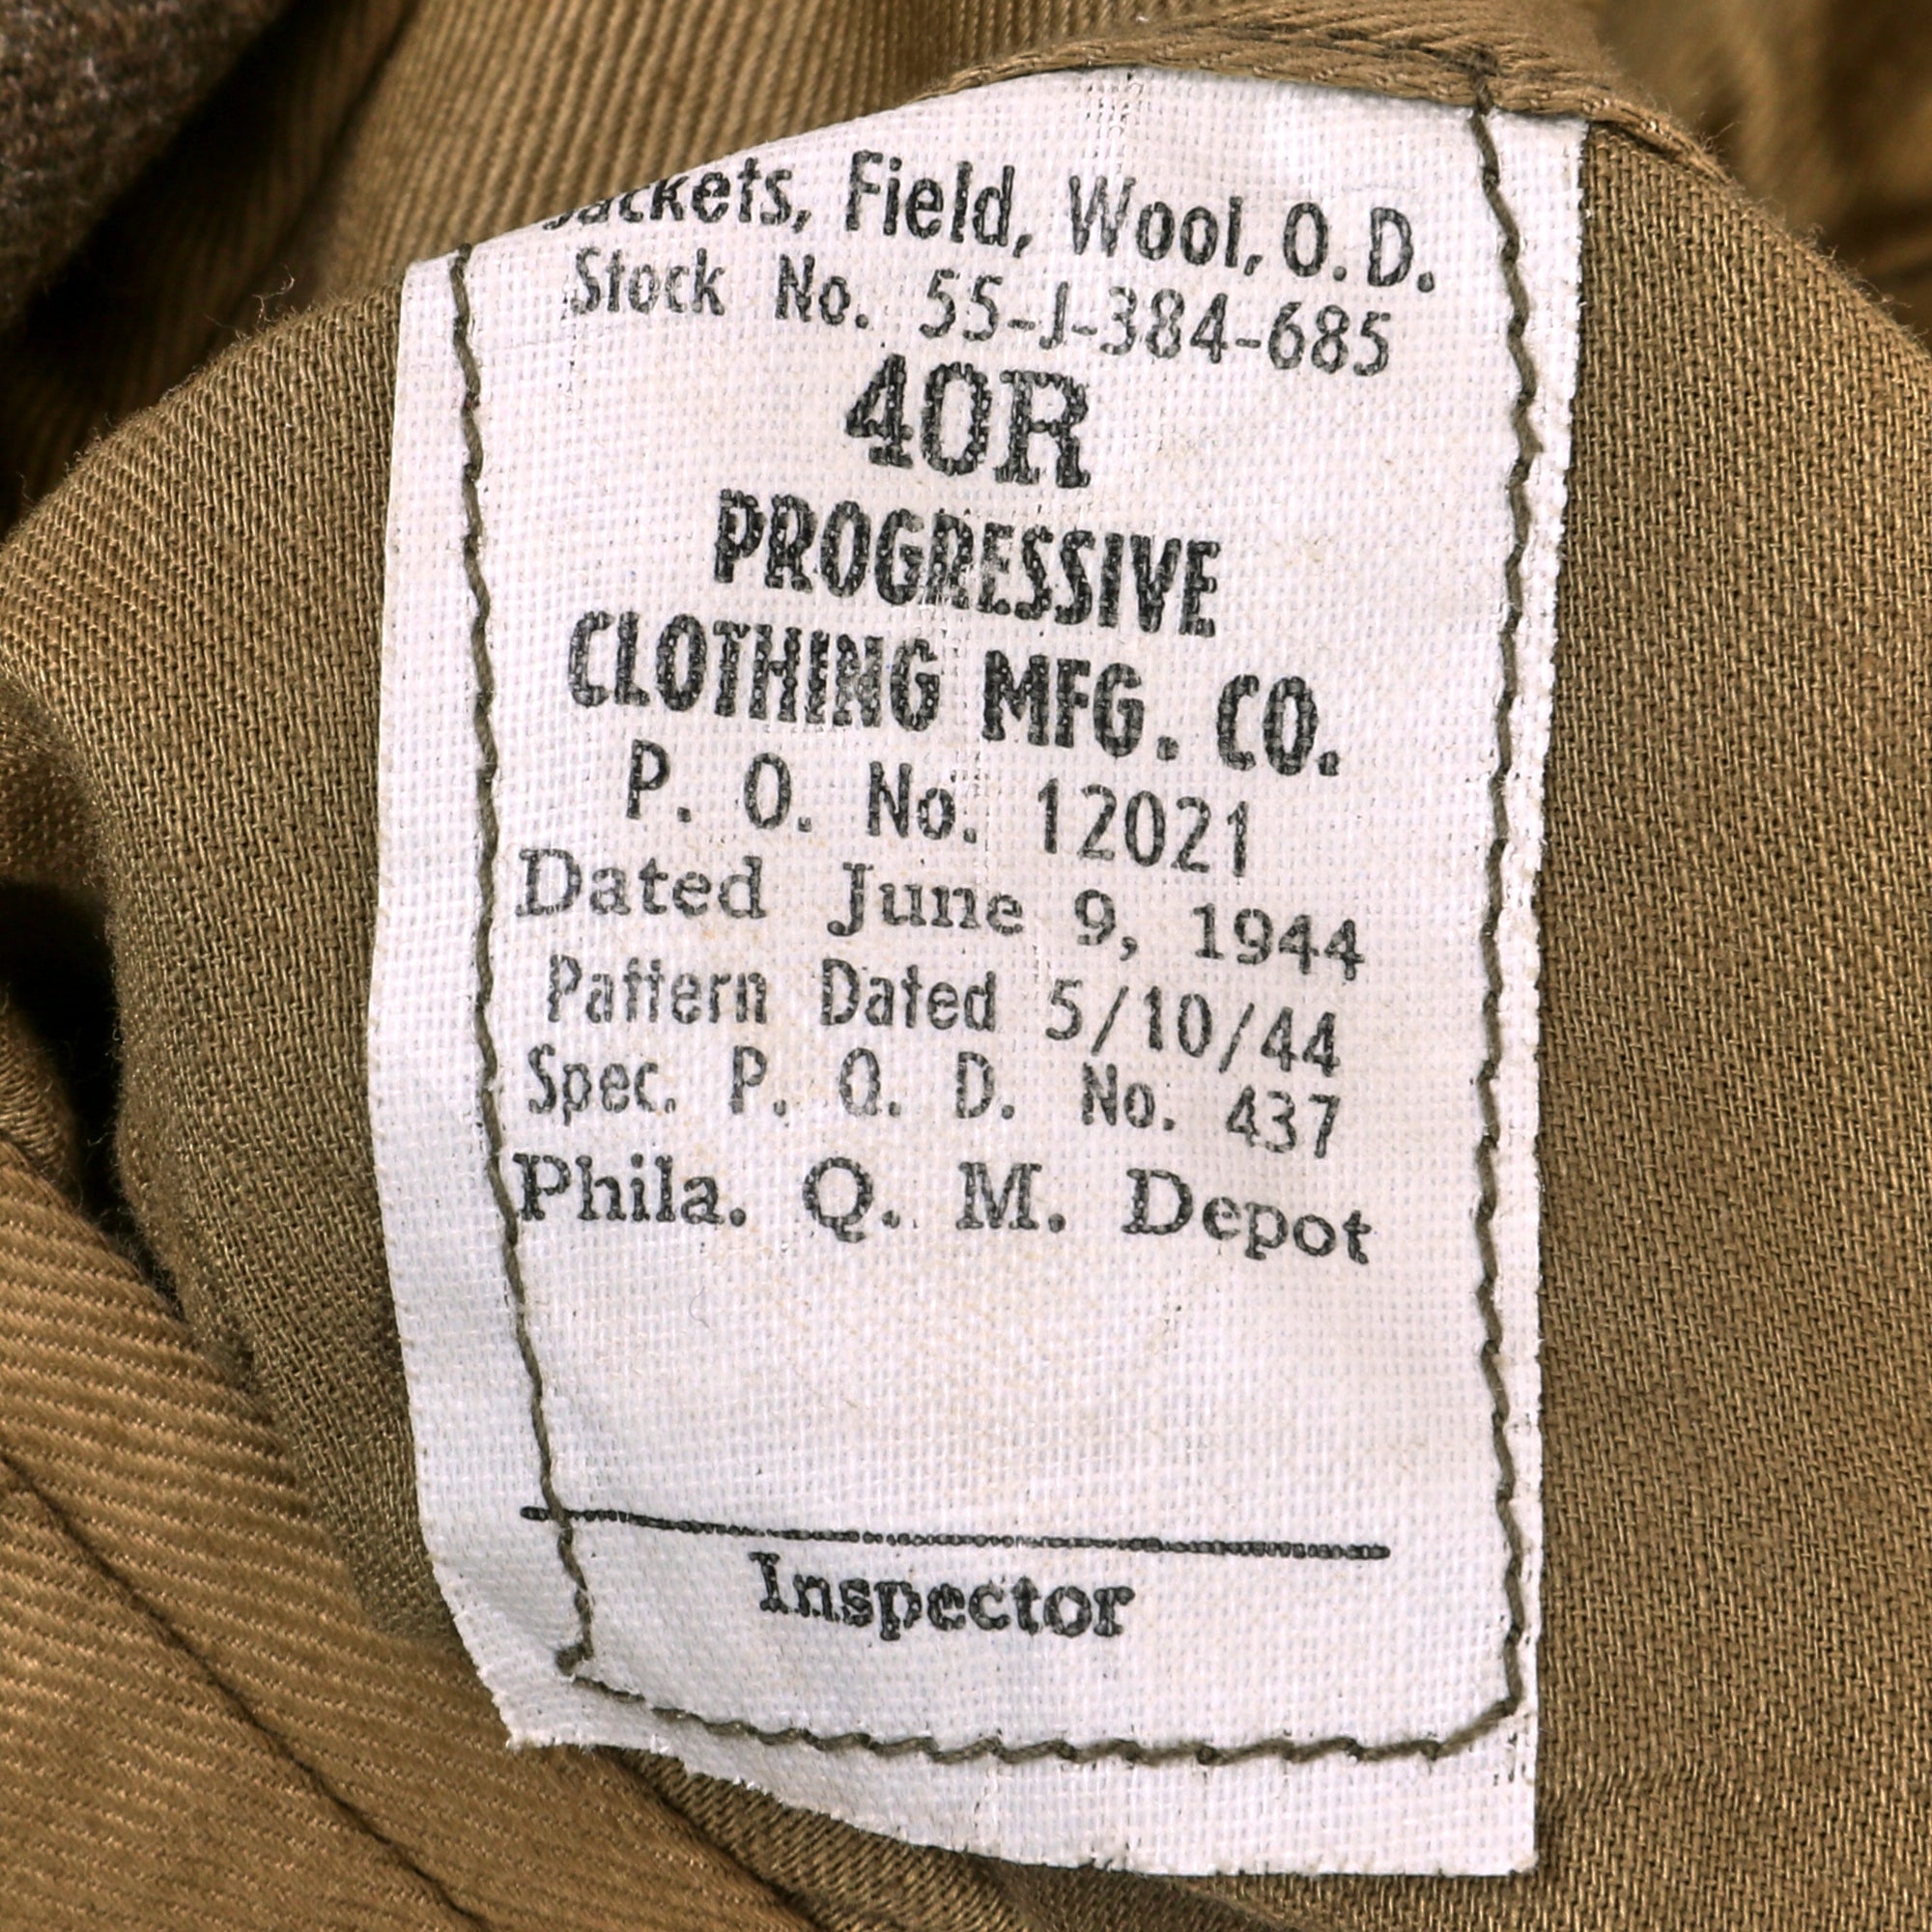 Jackets, Field, Wool, O. D.
Stock No. 55-J-384-685
40R
PROGRESSIVE
CLOTHING MFG. CO.
P. O. No. 12021
Dated June 9, 1944
Pattern Dated 5/10/44
Spec. P. Q. D. No. 437
Phila. Q. M. Depot
Inspector